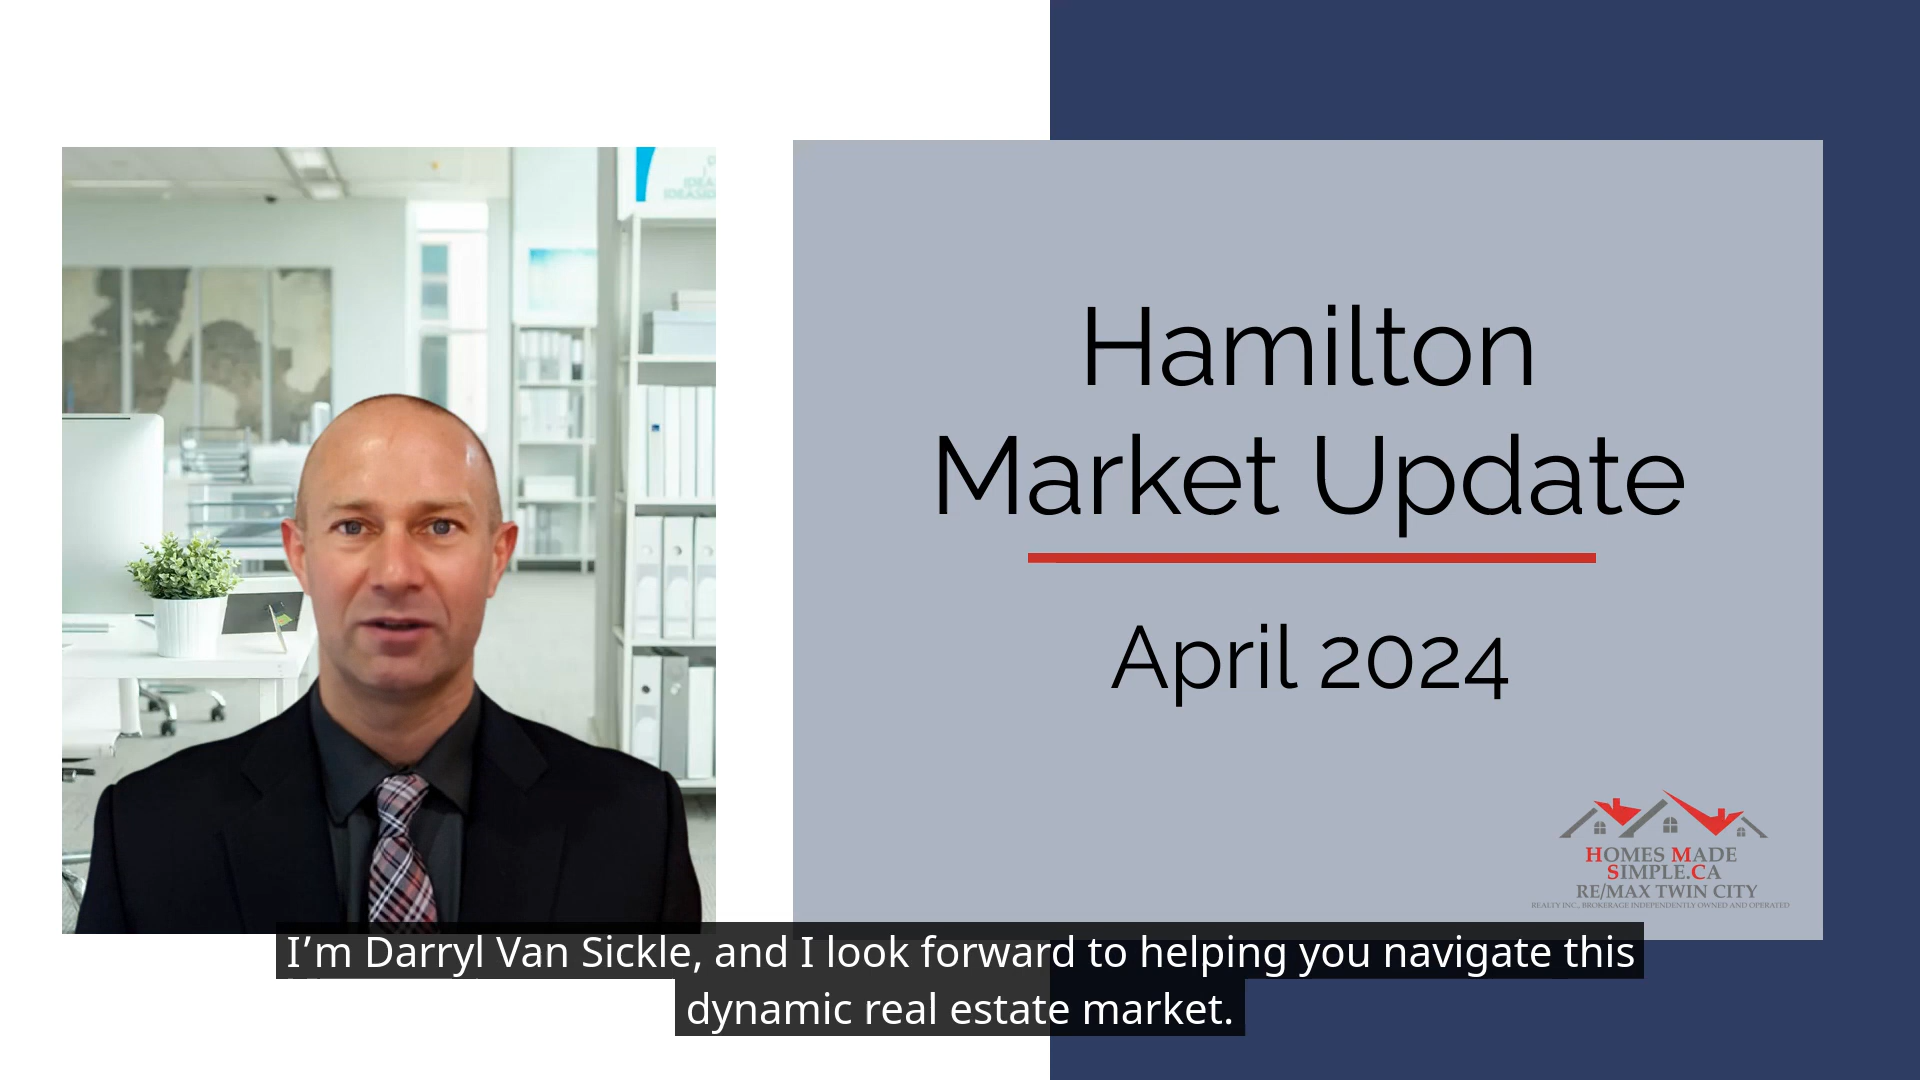 Hamilton
Market Update
April 2024
HOMES MADE
SIMPLE.CA
RE/MAX TWIN CITY
REALTY INC., BROKERAGE INDEPENDENTLY OWNED AND OPERATED
I’m Darryl Van Sickle, and I look forward to helping you navigate this
dynamic real estate market.